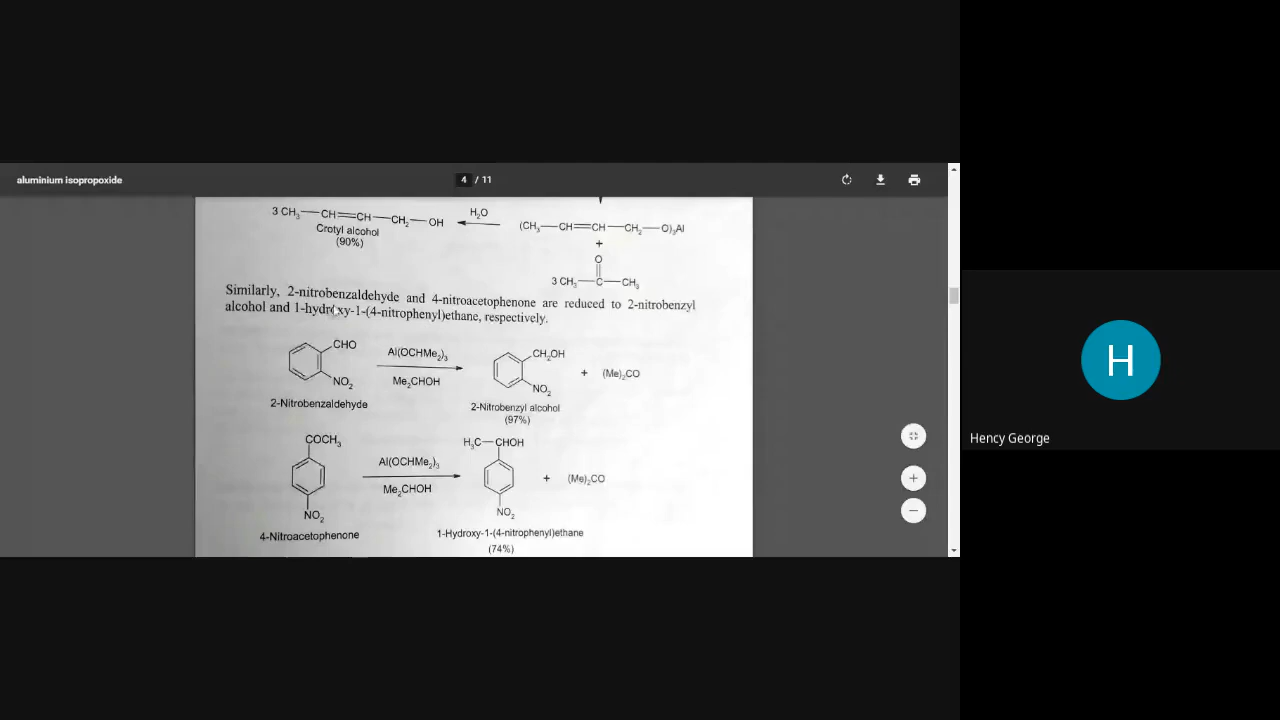 aluminium isopropoxide
4 / 11
3 CH₃—CH=CH—CH₂—OH
H₂O
(CH₃—CH=CH—CH₂—O)₃Al
Crotyl alcohol
(90%)
+
O
3 CH₃—C—CH₃
Similarly, 2-nitrobenzaldehyde and 4-nitroacetophenone are reduced to 2-nitrobenzyl
alcohol and 1-hydroxy-1-(4-nitrophenyl)ethane, respectively.
CHO
NO₂
Al(OCHMe₂)₃
Me₂CHOH
CH₂OH
NO₂
+ (Me)₂CO
2-Nitrobenzaldehyde
2-Nitrobenzyl alcohol
(97%)
COCH₃
NO₂
Al(OCHMe₂)₃
Me₂CHOH
H₃C—CHOH
NO₂
+ (Me)₂CO
4-Nitroacetophenone
1-Hydroxy-1-(4-nitrophenyl)ethane
(74%)
H
Hency George